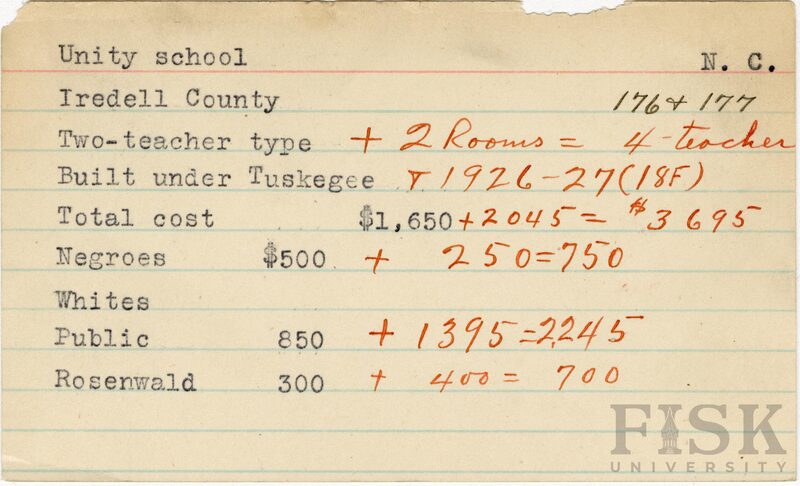 Unity school N. C.
Iredell County 176 & 177
Two-teacher type + 2 Rooms = 4-teacher
Built under Tuskegee + 1926-27 (18F)
Total cost $1,650 + 2045 = $3695
Negroes $500 + 250 = 750
Whites
Public 850 + 1395 = 2245
Rosenwald 300 + 400 = 700
FISK
UNIVERSITY